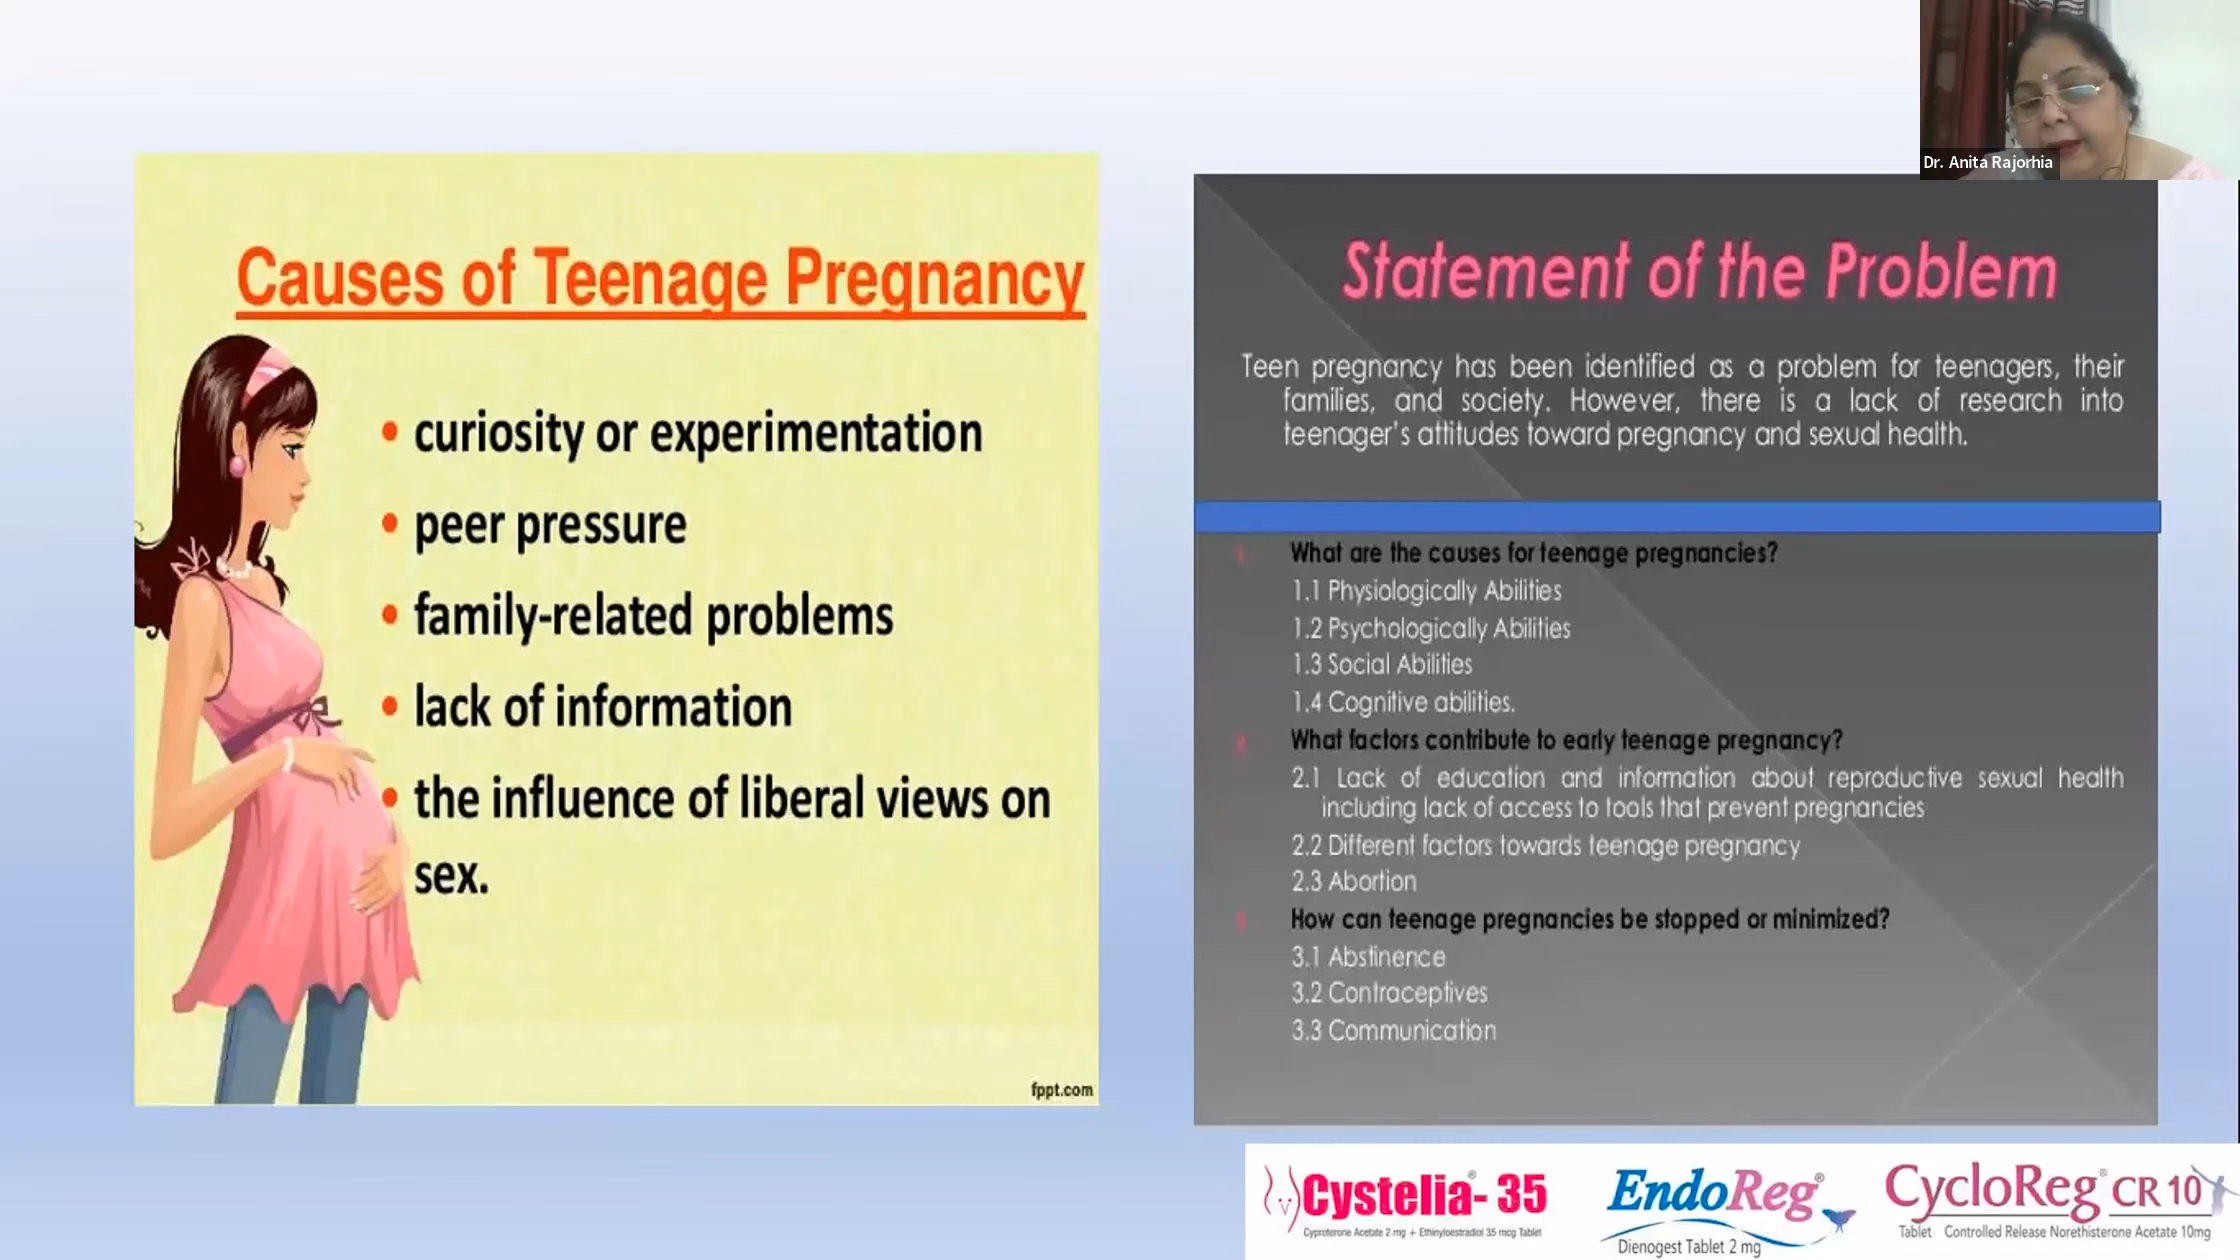 Dr. Anita Rajorhia
Causes of Teenage Pregnancy
• curiosity or experimentation
• peer pressure
• family-related problems
• lack of information
• the influence of liberal views on
sex.
fppt.com
Statement of the Problem
Teen pregnancy has been identified as a problem for teenagers, their
families, and society. However, there is a lack of research into
teenager's attitudes toward pregnancy and sexual health.
What are the causes for teenage pregnancies?
1.1 Physiologically Abilities
1.2 Psychologically Abilities
1.3 Social Abilities
1.4 Cognitive abilities.
What factors contribute to early teenage pregnancy?
2.1 Lack of education and information about reproductive sexual health
including lack of access to tools that prevent pregnancies
2.2 Different factors towards teenage pregnancy
2.3 Abortion
How can teenage pregnancies be stopped or minimized?
3.1 Abstinence
3.2 Contraceptives
3.3 Communication
Cystelia®- 35
Cyproterone Acetate 2 mg + Ethinyloestradiol 35 mcg Tablet
EndoReg®
Dienogest Tablet 2 mg
CycloReg® CR 10
Tablet Controlled Release Norethisterone Acetate 10mg